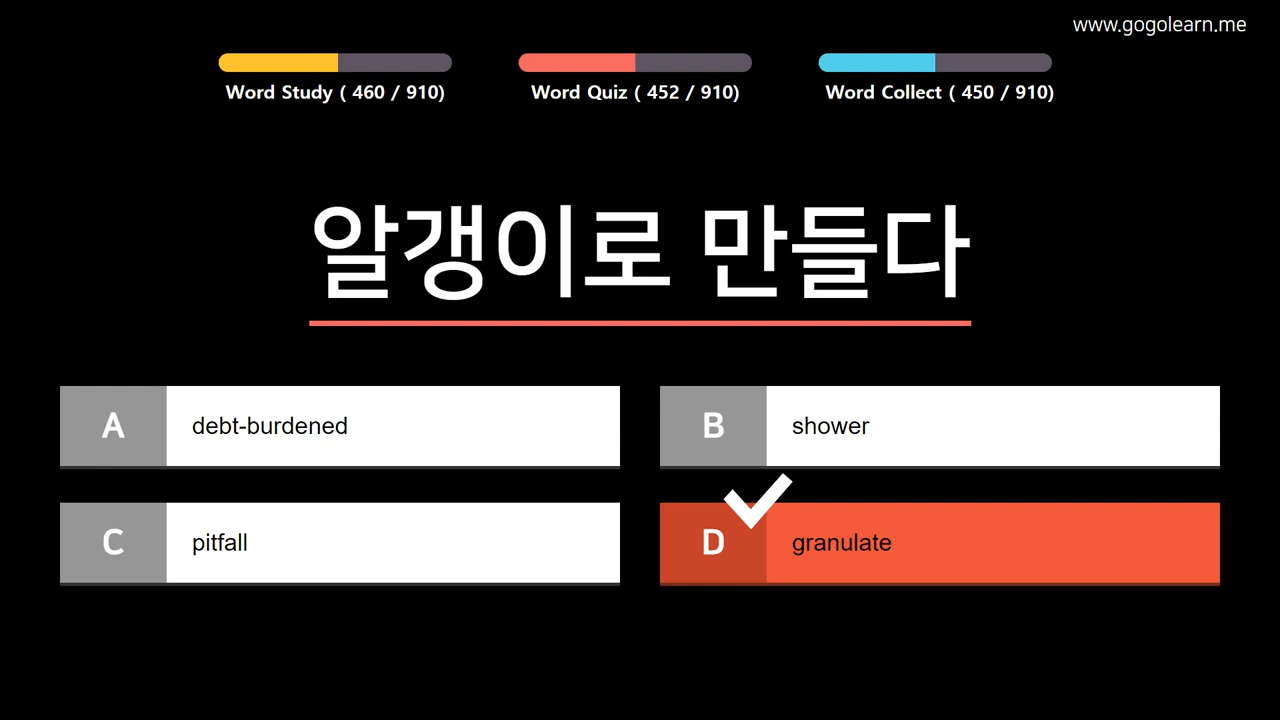 www.gogolearn.me
Word Study ( 460 / 910)
Word Quiz ( 452 / 910)
Word Collect ( 450 / 910)
알갱이로 만들다
A
debt-burdened
B
shower
C
pitfall
D
granulate